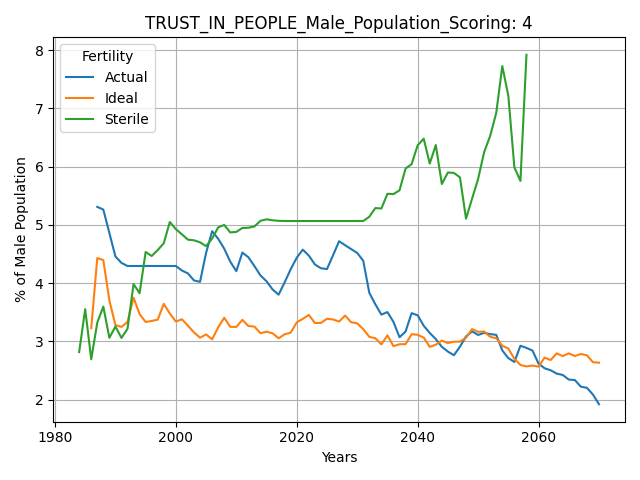 TRUST_IN_PEOPLE_Male_Population_Scoring: 4
Fertility
Actual
Ideal
Sterile
% of Male Population
8
7
6
5
4
3
2
1980
2000
2020
2040
2060
Years